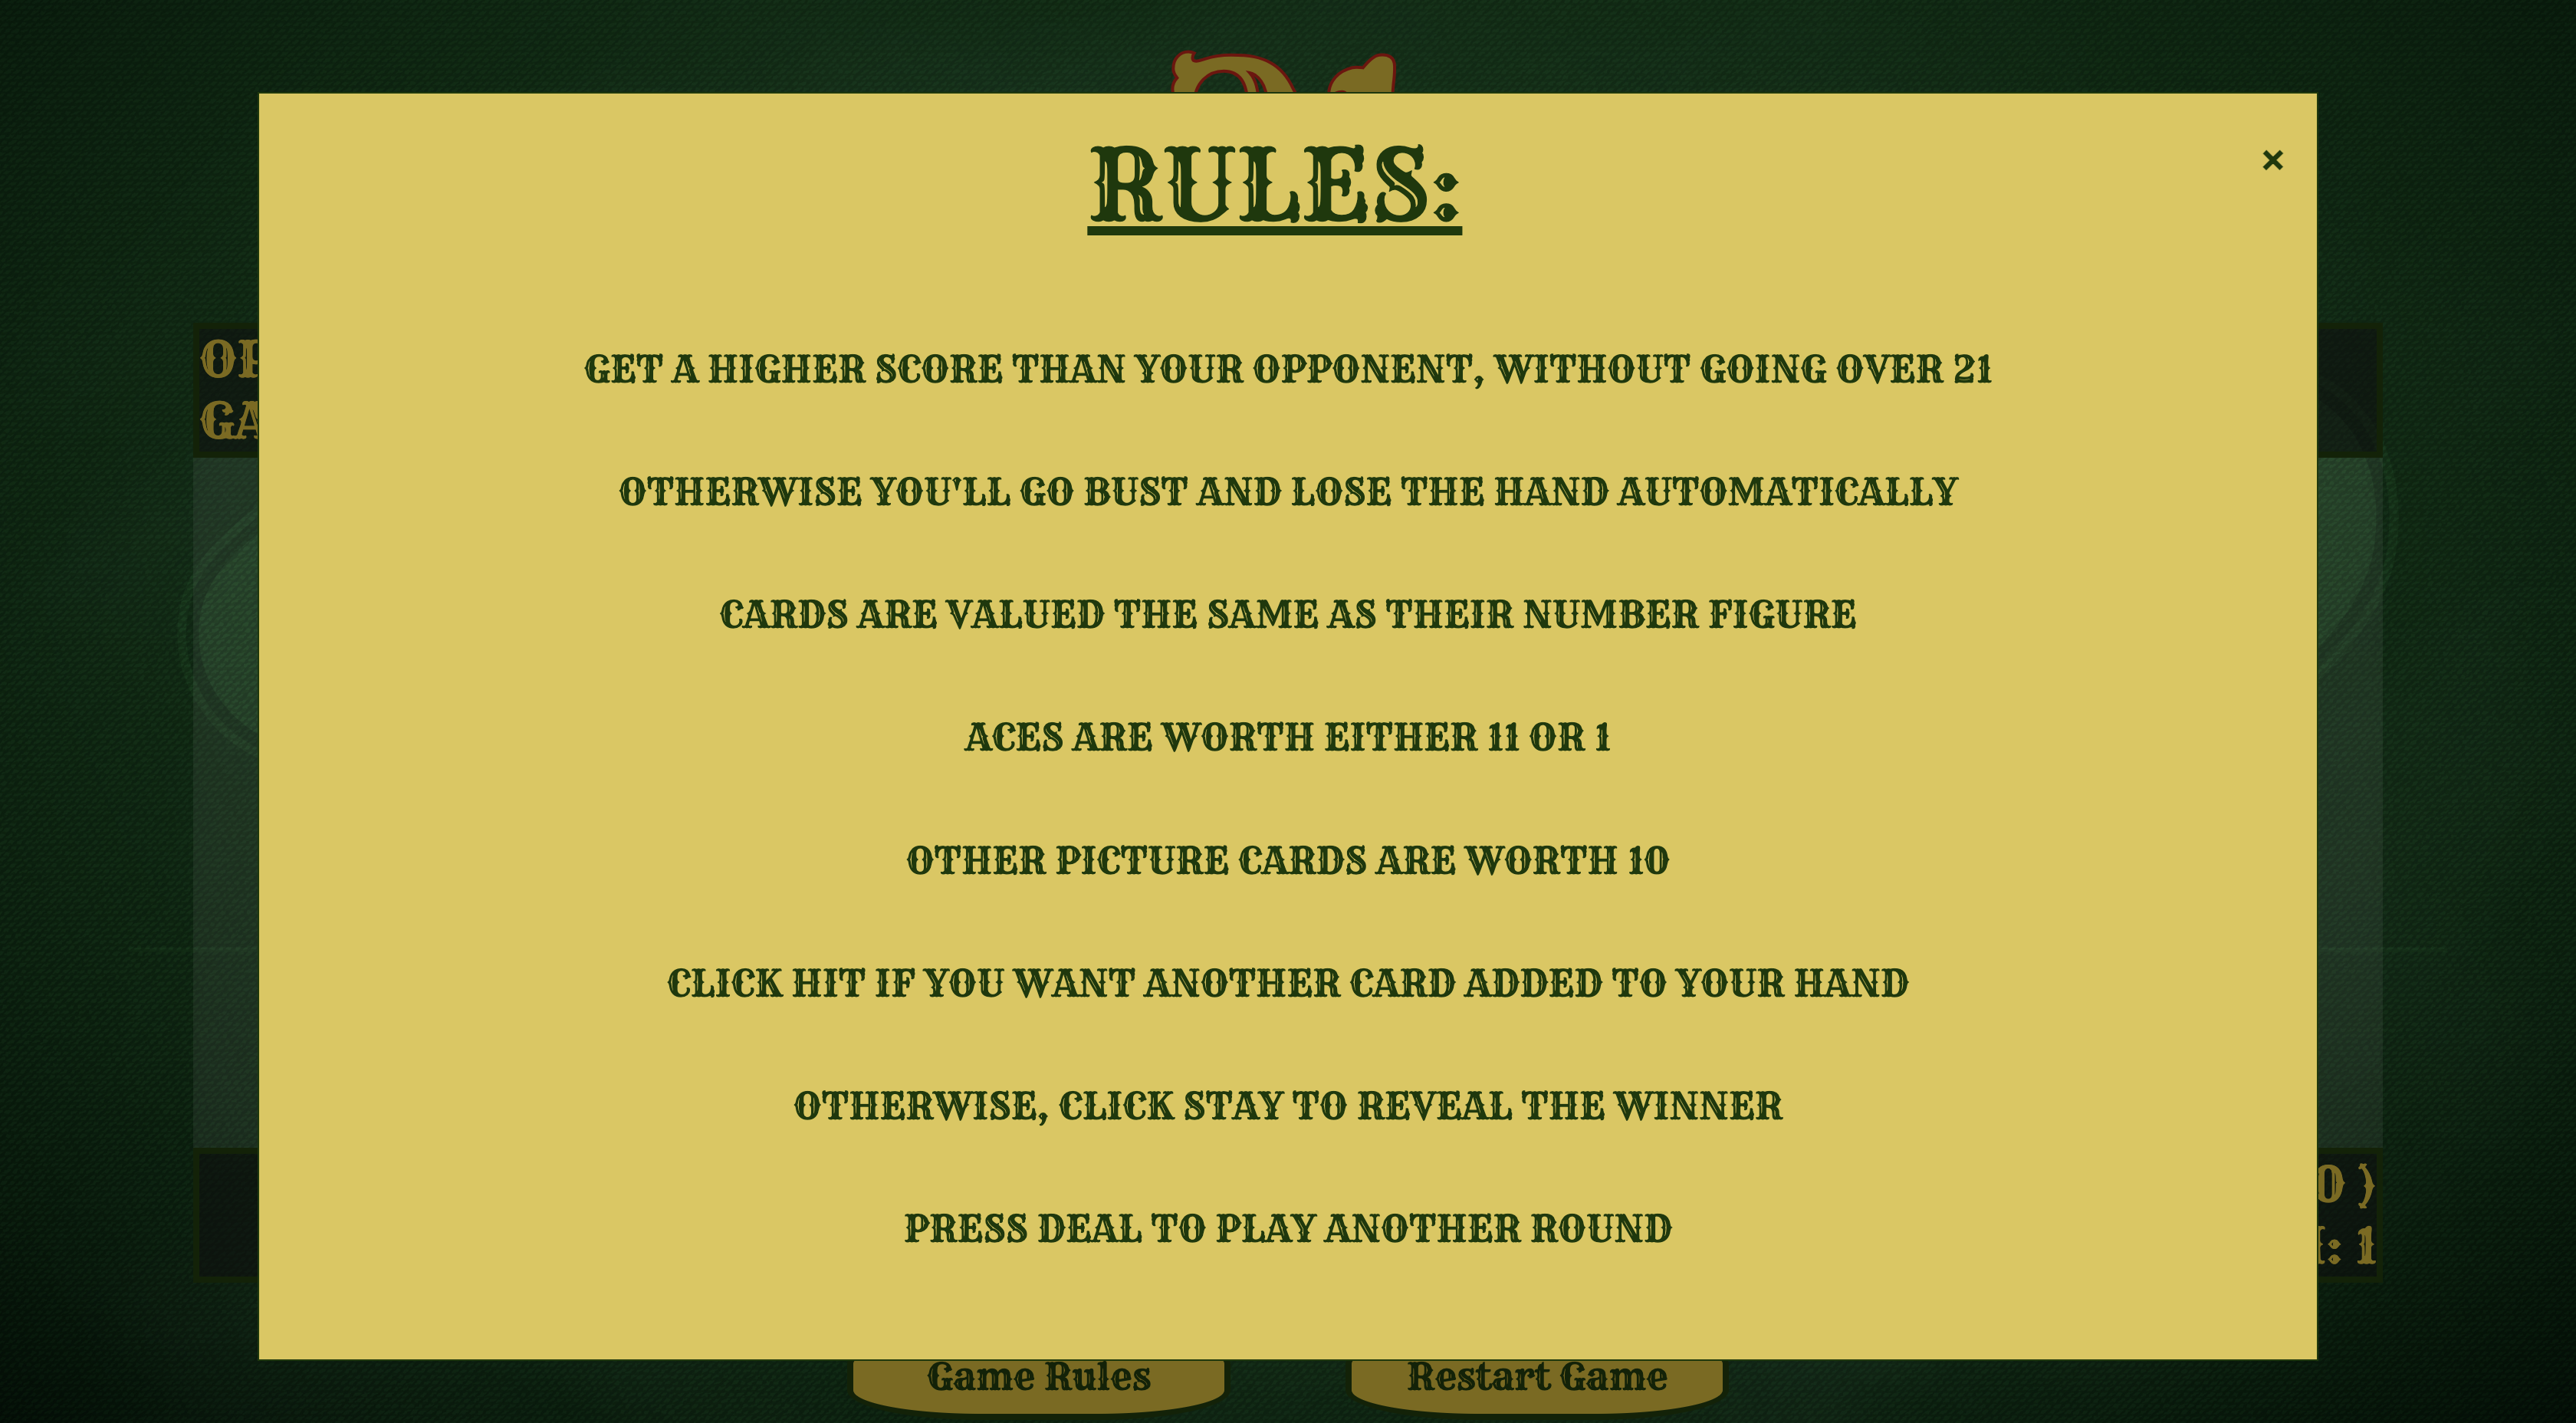 RULES:
×
GET A HIGHER SCORE THAN YOUR OPPONENT, WITHOUT GOING OVER 21
OTHERWISE YOU'LL GO BUST AND LOSE THE HAND AUTOMATICALLY
CARDS ARE VALUED THE SAME AS THEIR NUMBER FIGURE
ACES ARE WORTH EITHER 11 OR 1
OTHER PICTURE CARDS ARE WORTH 10
CLICK HIT IF YOU WANT ANOTHER CARD ADDED TO YOUR HAND
OTHERWISE, CLICK STAY TO REVEAL THE WINNER
PRESS DEAL TO PLAY ANOTHER ROUND
0 )
: 1
Game Rules
Restart Game